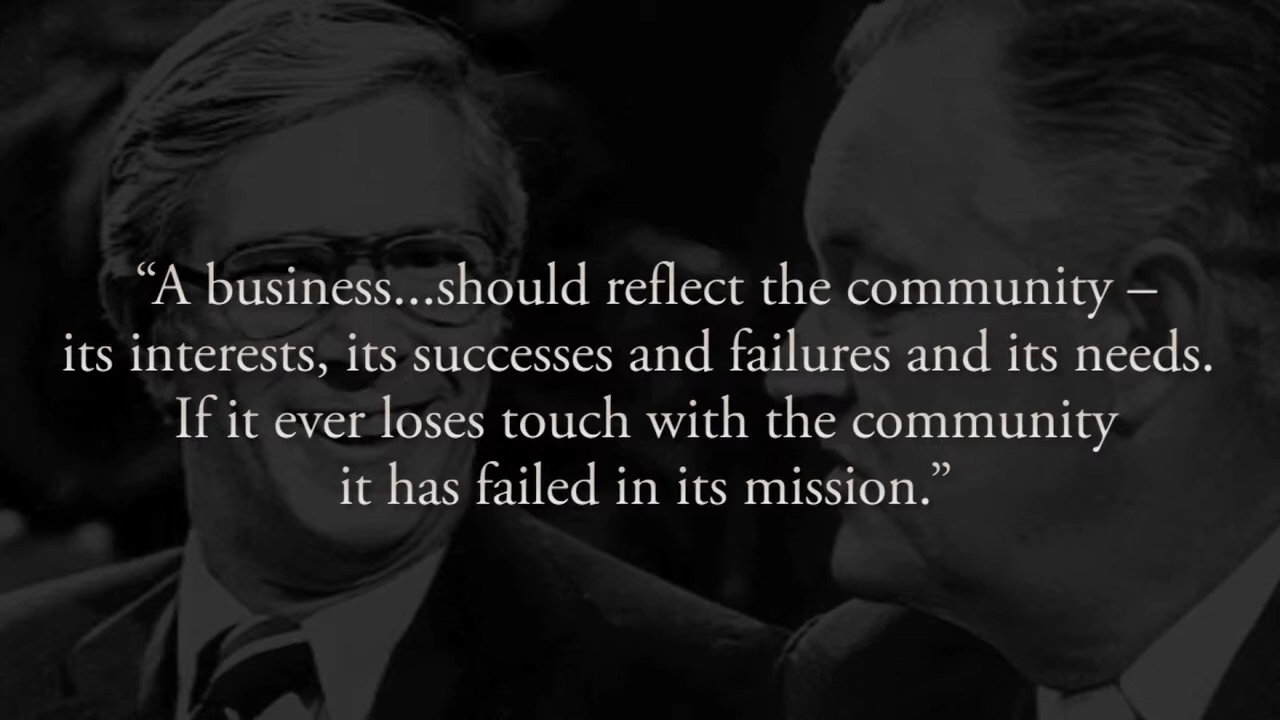 “A business...should reflect the community –
its interests, its successes and failures and its needs.
If it ever loses touch with the community
it has failed in its mission.”